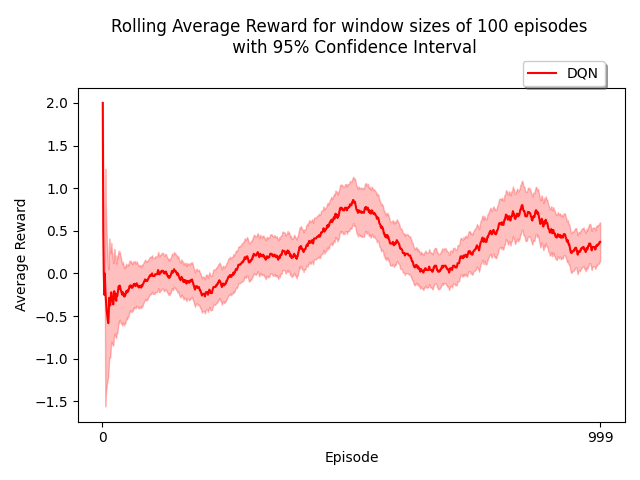 Rolling Average Reward for window sizes of 100 episodes
with 95% Confidence Interval
DQN
2.0
1.5
1.0
0.5
0.0
−0.5
−1.0
−1.5
Average Reward
0
999
Episode